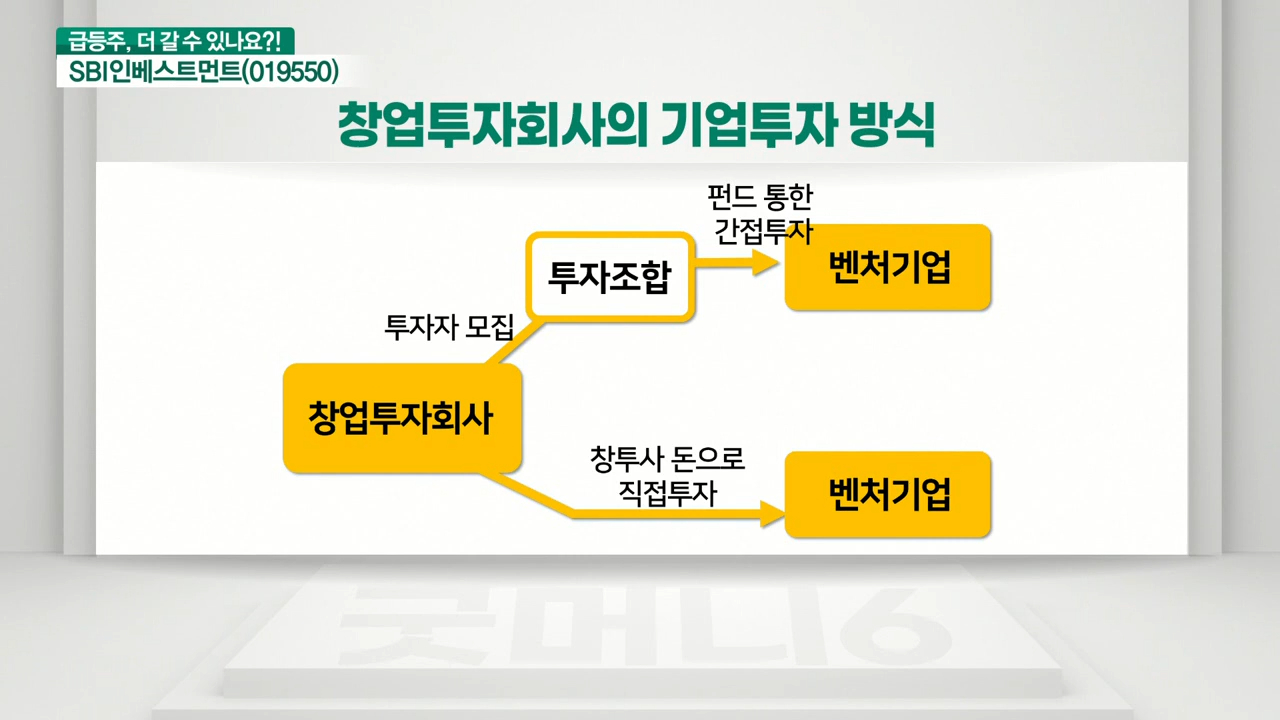 급등주, 더 갈 수 있나요?!
SBI인베스트먼트(019550)
창업투자회사의 기업투자 방식
펀드 통한
간접투자
투자조합
벤처기업
투자자 모집
창업투자회사
창투사 돈으로
직접투자
벤처기업
굿머니6